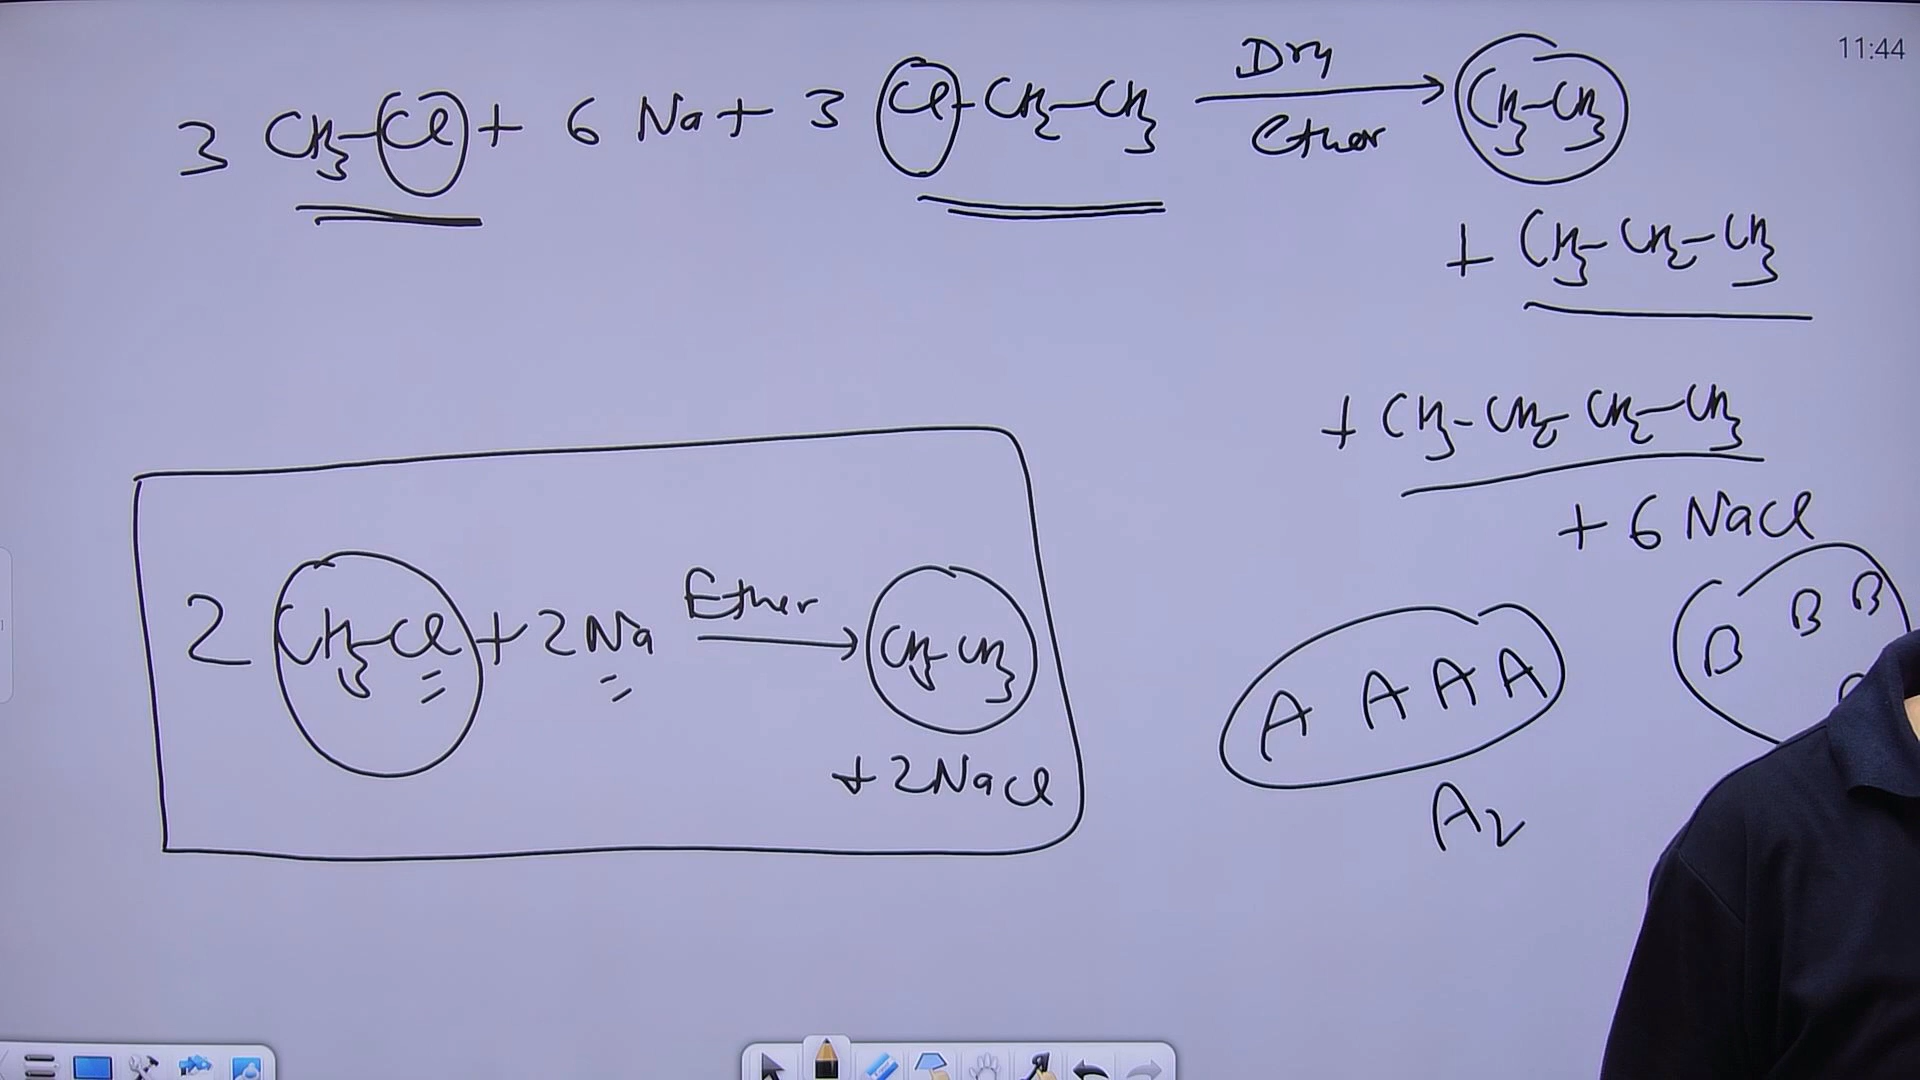 11:44
3 CH₃-Cl + 6 Na + 3 Cl-CH₂-CH₃ Dry Ether → CH₃-CH₃
+ CH₃-CH₂-CH₃
+ CH₃-CH₂-CH₂-CH₃
+ 6 NaCl
2 CH₃-Cl + 2Na Ether → CH₃-CH₃
+ 2NaCl
A A A A
A₂
B B B